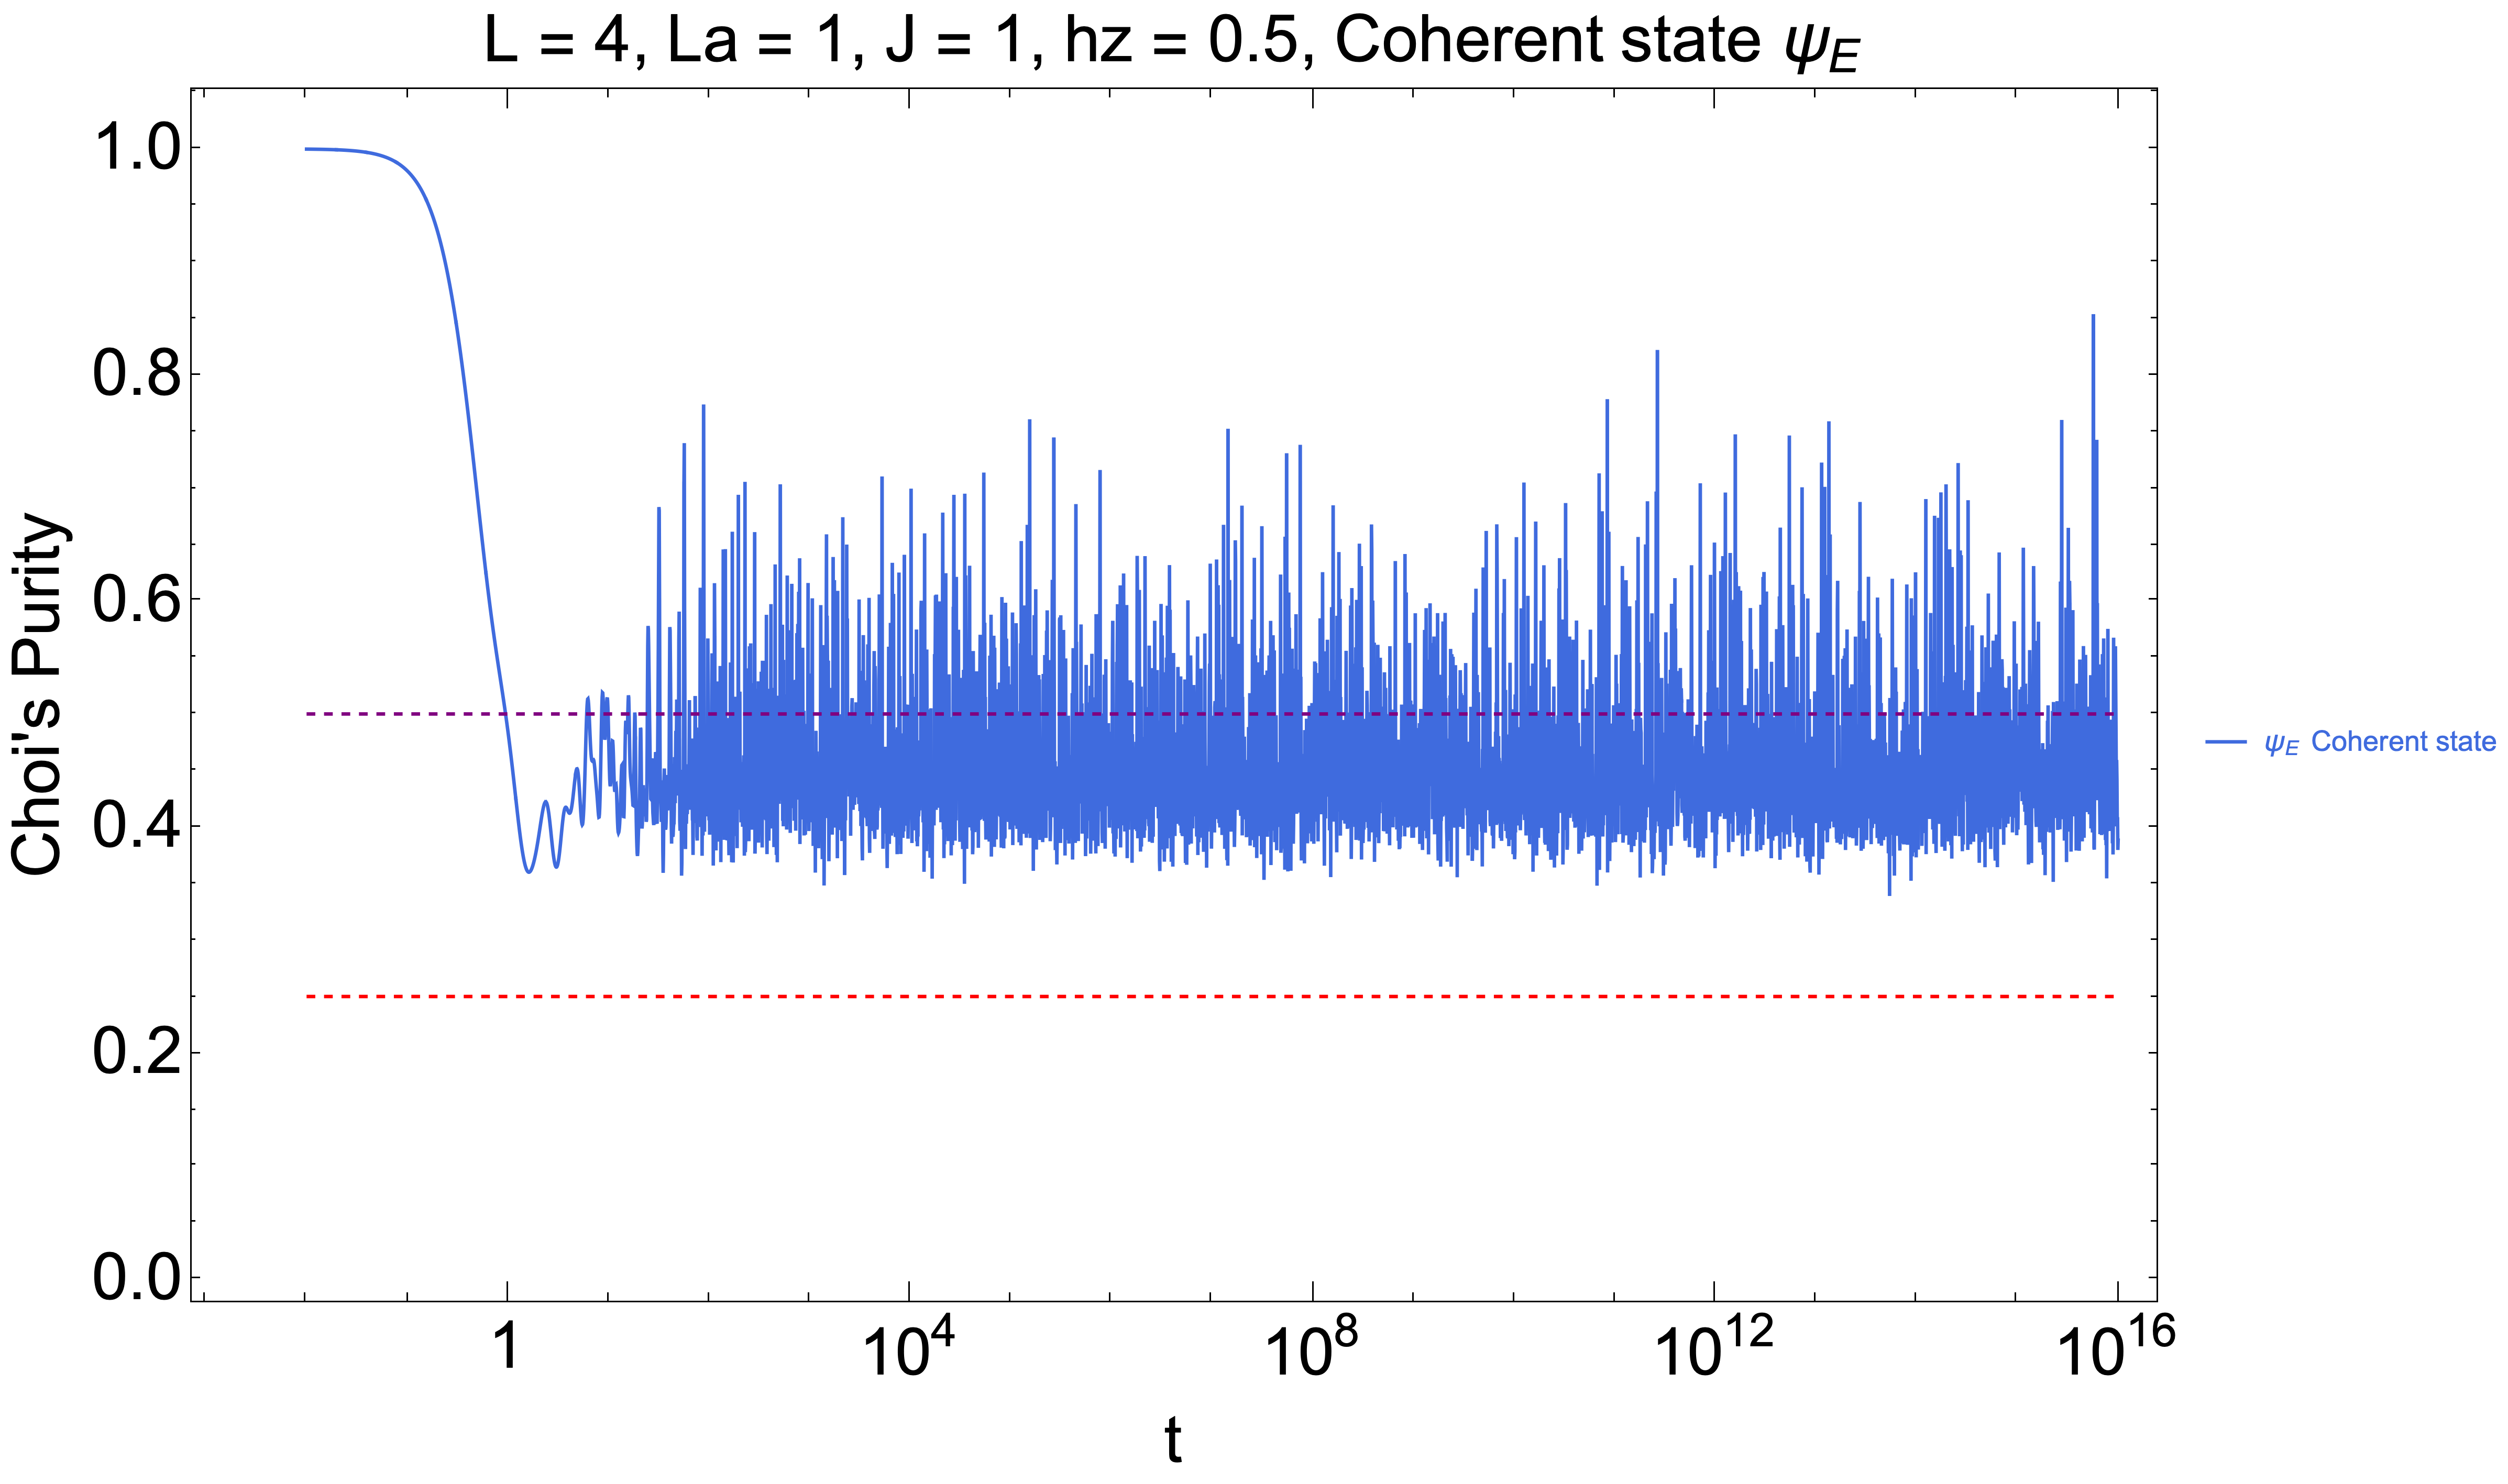 L = 4, La = 1, J = 1, hz = 0.5, Coherent state ψE
1.0
0.8
0.6
0.4
0.2
0.0
Choi's Purity
1 10^4 10^8 10^12 10^16
t
ψE Coherent state